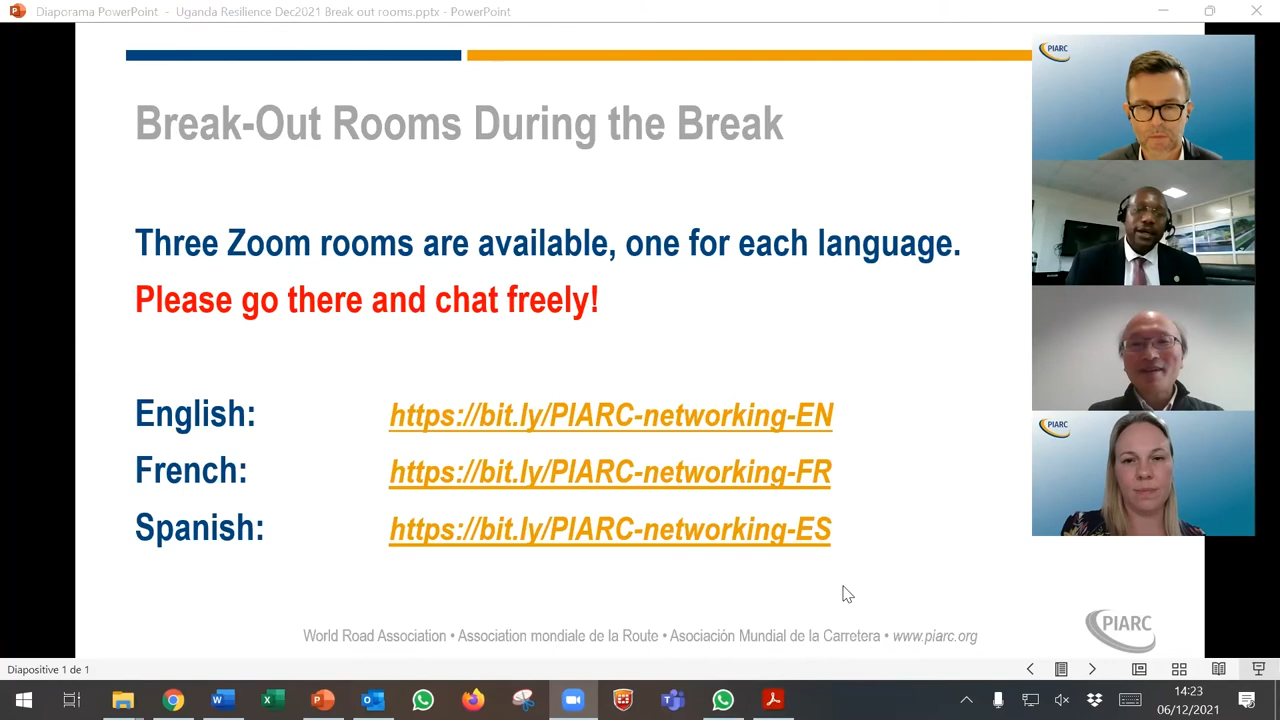 Diaporama PowerPoint - Uganda Resilience Dec2021 Break out rooms.pptx - PowerPoint
PIARC
Break-Out Rooms During the Break
Three Zoom rooms are available, one for each language.
Please go there and chat freely!
English: https://bit.ly/PIARC-networking-EN
French: https://bit.ly/PIARC-networking-FR
PIARC
Spanish: https://bit.ly/PIARC-networking-ES
World Road Association • Association mondiale de la Route • Asociación Mundial de la Carretera • www.piarc.org
PIARC
Diapositive 1 de 1
14:23
06/12/2021